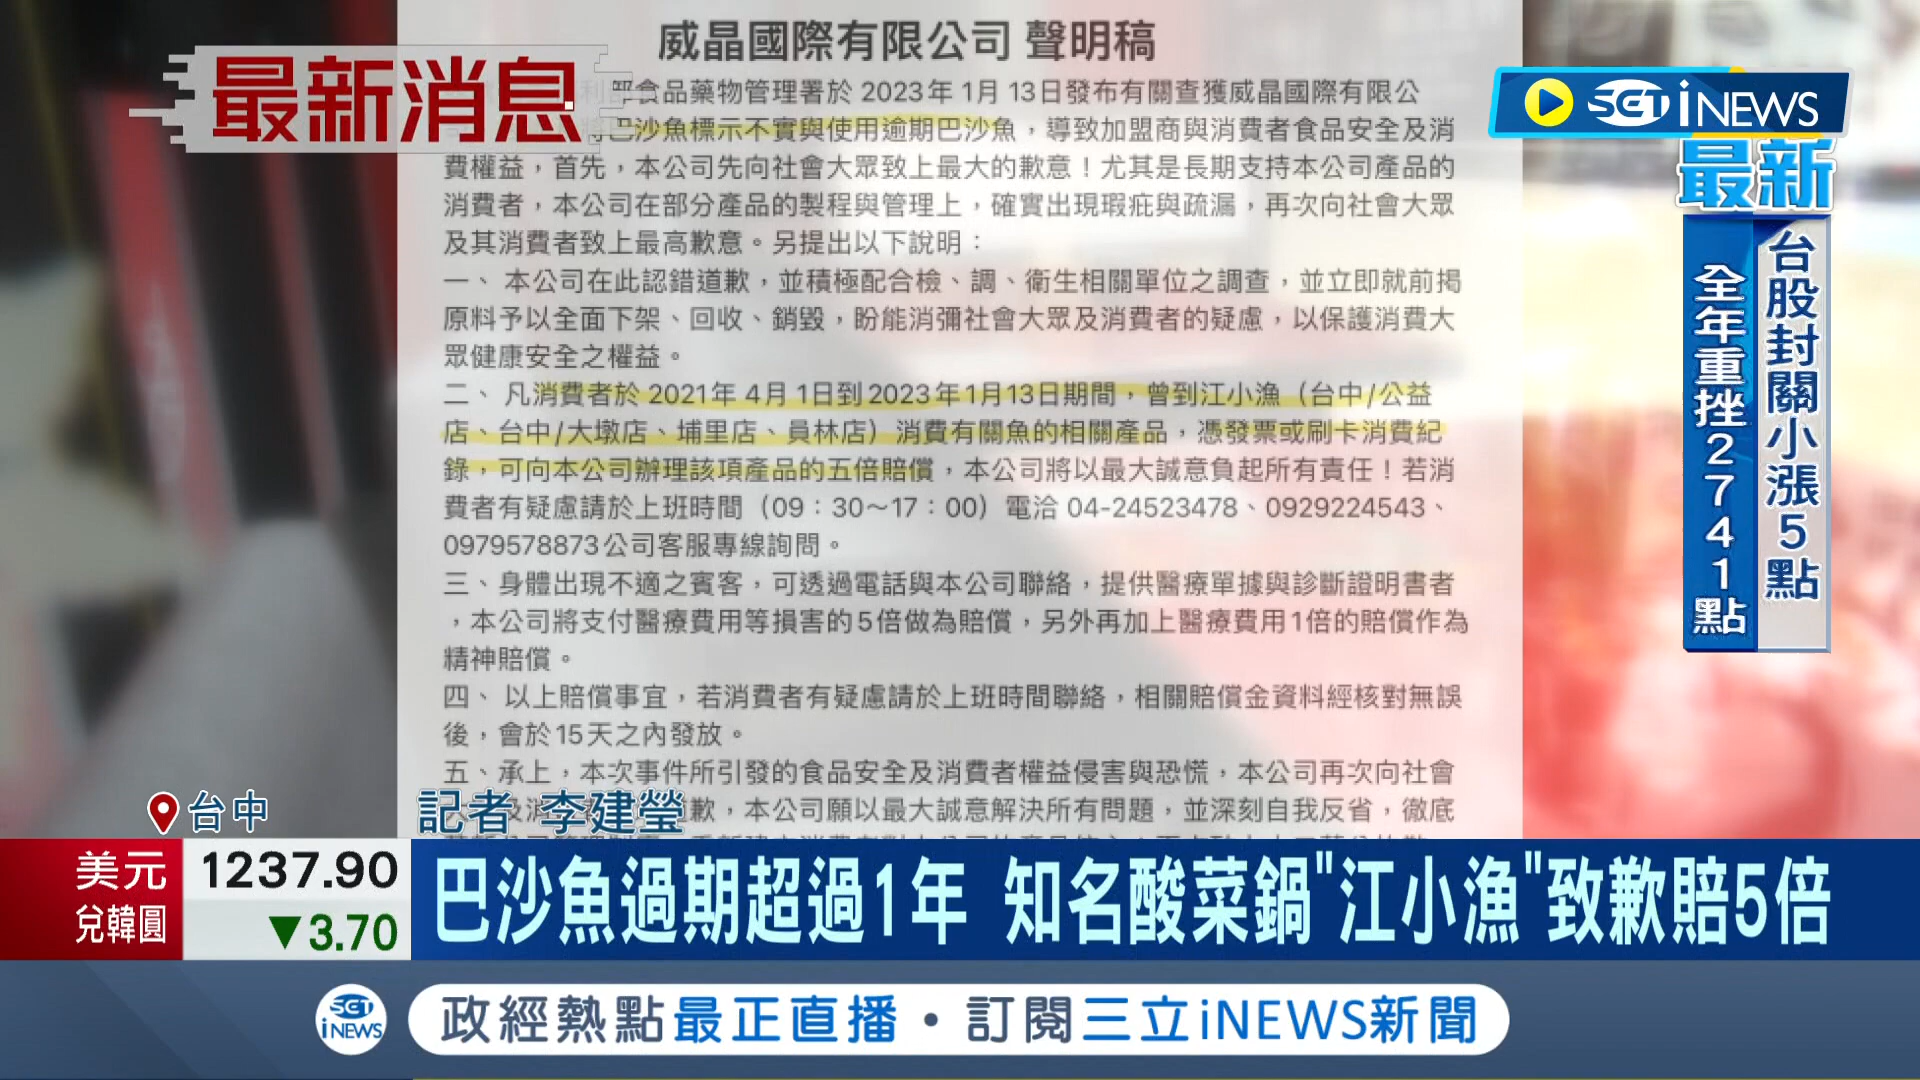 威晶國際有限公司 聲明稿
最新消息
食品藥物管理署於 2023年 1月 13日發布有關查獲威晶國際有限公
將巴沙魚標示不實與使用逾期巴沙魚，導致加盟商與消費者食品安全及消
費權益，首先，本公司先向社會大眾致上最大的歉意！尤其是長期支持本公司產品的
消費者，本公司在部分產品的製程與管理上，確實出現瑕疵與疏漏，再次向社會大眾
及其消費者致上最高歉意。另提出以下說明：
一、 本公司在此認錯道歉，並積極配合檢、調、衛生相關單位之調查，並立即就前揭
原料予以全面下架、回收、銷毀，盼能消彌社會大眾及消費者的疑慮，以保護消費大
眾健康安全之權益。
二、 凡消費者於 2021年 4月 1日到 2023年1月13日期間，曾到江小漁（台中/公益
店、台中/大墩店、埔里店、員林店）消費有關魚的相關產品，憑發票或刷卡消費紀
錄，可向本公司辦理該項產品的五倍賠償，本公司將以最大誠意負起所有責任！若消
費者有疑慮請於上班時間（09：30～17：00）電洽 04-24523478、0929224543、
0979578873公司客服專線詢問。
三、身體出現不適之賓客，可透過電話與本公司聯絡，提供醫療單據與診斷證明書者
，本公司將支付醫療費用等損害的5倍做為賠償，另外再加上醫療費用1倍的賠償作為
精神賠償。
四、 以上賠償事宜，若消費者有疑慮請於上班時間聯絡，相關賠償金資料經核對無誤
後，會於15天之內發放。
五、承上，本次事件所引發的食品安全及消費者權益侵害與恐慌，本公司再次向社會
歉，本公司願以最大誠意解決所有問題，並深刻自我反省，徹底
SET iNEWS
最新
台股封關小漲5點
全年重挫2741點
台中
記者 李建瑩
美元
兌韓圓
1237.90
▼3.70
巴沙魚過期超過1年 知名酸菜鍋"江小漁"致歉賠5倍
SET iNEWS
政經熱點最正直播・訂閱三立iNEWS新聞